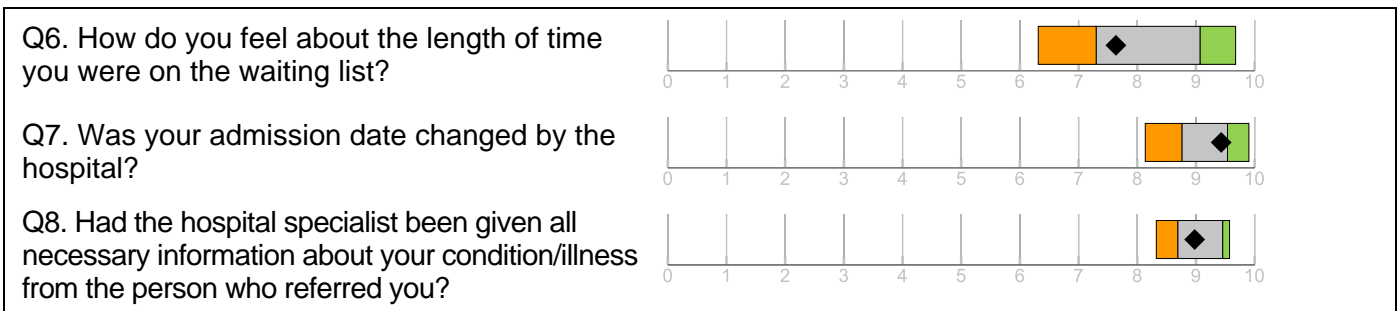 Q6. How do you feel about the length of time
you were on the waiting list?
0 1 2 3 4 5 6 7 8 9 10
Q7. Was your admission date changed by the
hospital?
0 1 2 3 4 5 6 7 8 9 10
Q8. Had the hospital specialist been given all
necessary information about your condition/illness
from the person who referred you?
0 1 2 3 4 5 6 7 8 9 10